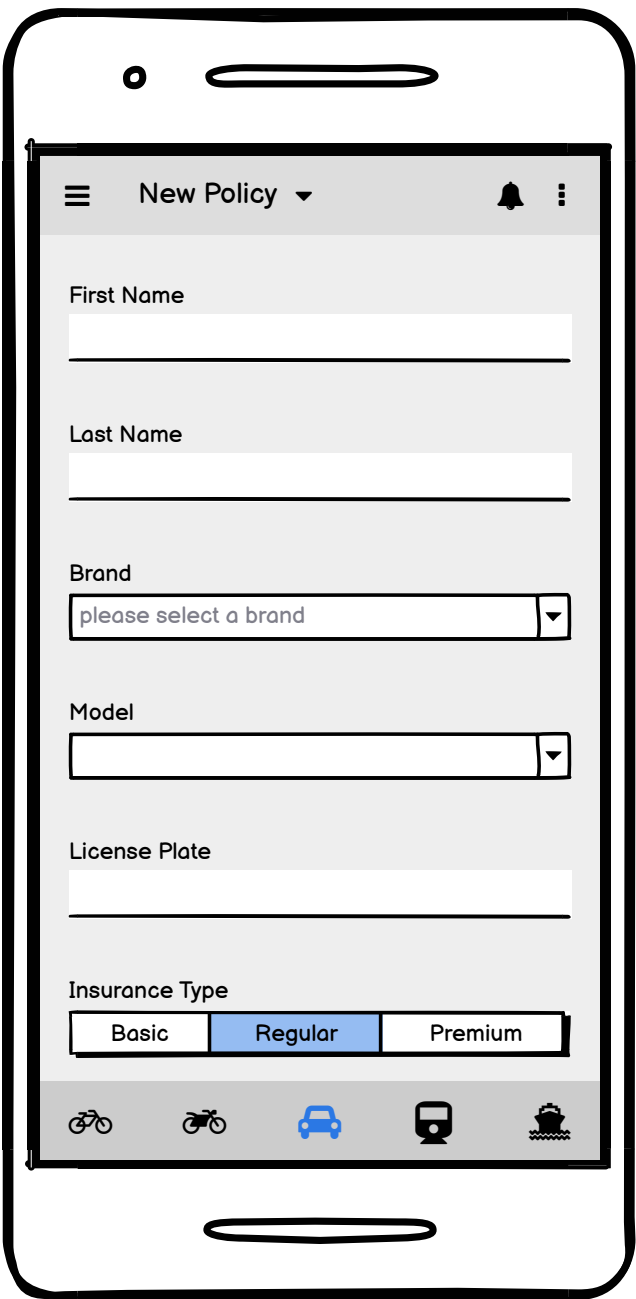 New Policy
First Name
Last Name
Brand
please select a brand
Model
License Plate
Insurance Type
Basic Regular Premium